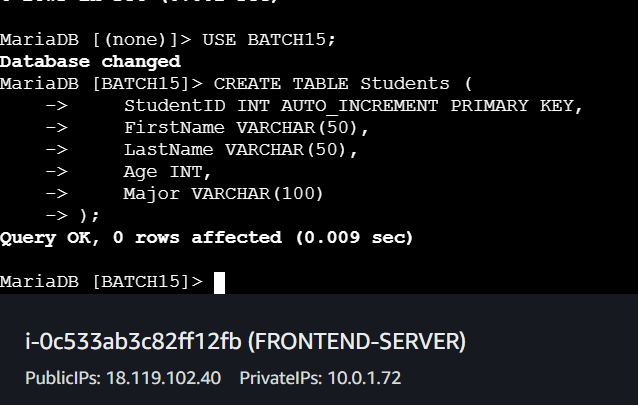 MariaDB [(none)]> USE BATCH15;
Database changed
MariaDB [BATCH15]> CREATE TABLE Students (
    ->     StudentID INT AUTO_INCREMENT PRIMARY KEY,
    ->     FirstName VARCHAR(50),
    ->     LastName VARCHAR(50),
    ->     Age INT,
    ->     Major VARCHAR(100)
    -> );
Query OK, 0 rows affected (0.009 sec)
MariaDB [BATCH15]>
i-0c533ab3c82ff12fb (FRONTEND-SERVER)
PublicIPs: 18.119.102.40 PrivateIPs: 10.0.1.72